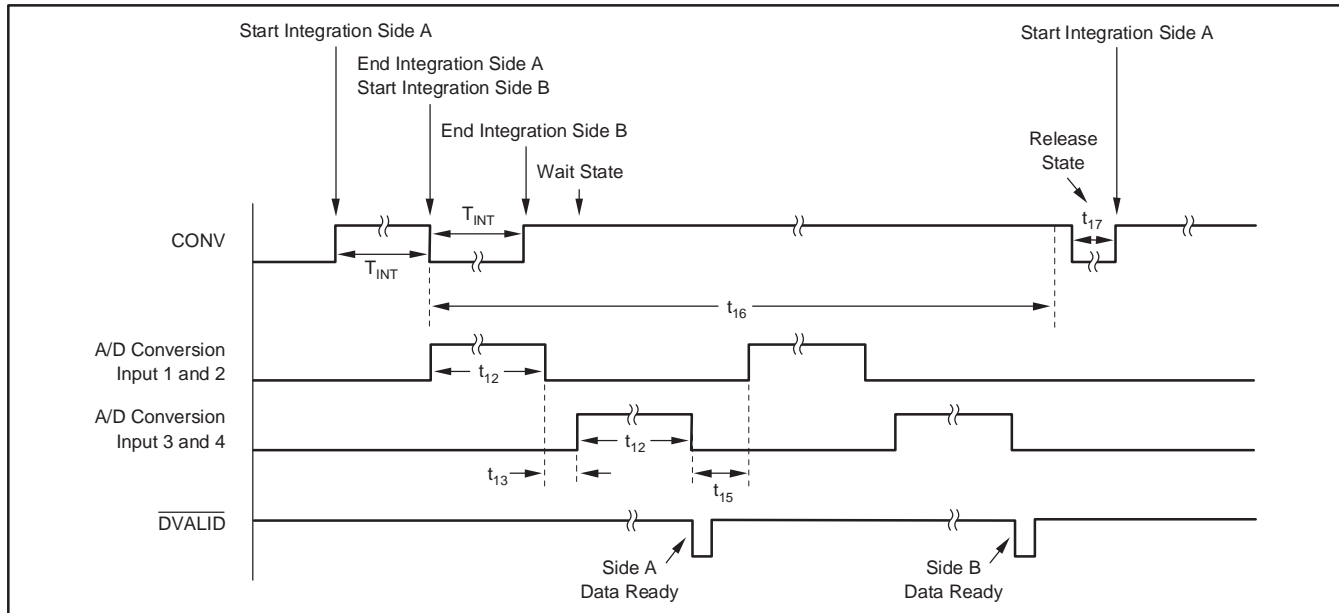 Start Integration Side A
Start Integration Side A
End Integration Side A
Start Integration Side B
End Integration Side B
Wait State
Release
State
CONV
T_INT
T_INT
t_17
t_16
A/D Conversion
Input 1 and 2
t_12
A/D Conversion
Input 3 and 4
t_12
t_13
t_15
DVALID
Side A
Data Ready
Side B
Data Ready